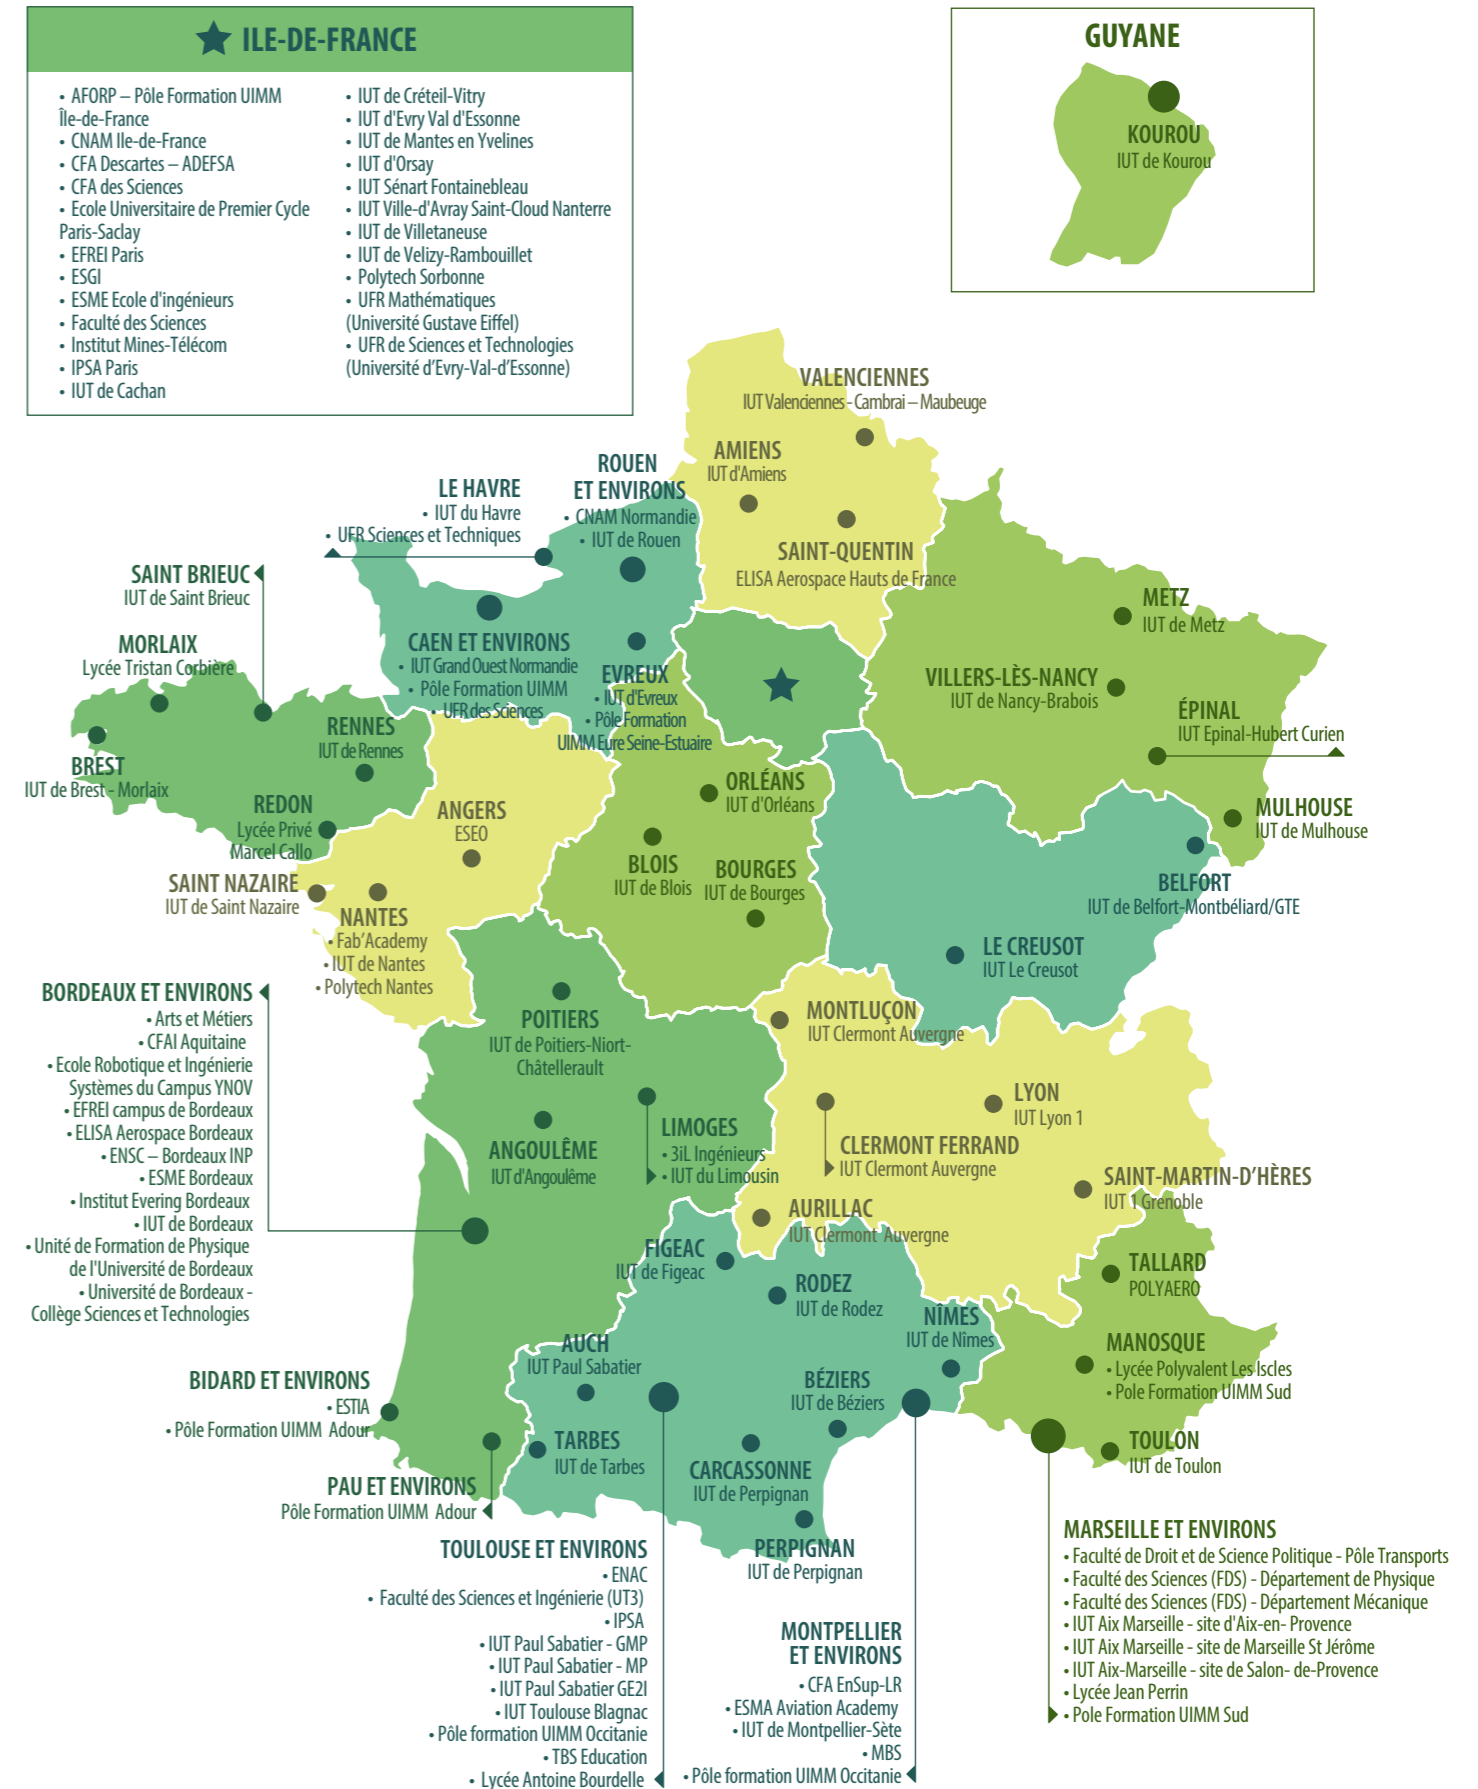 ILE-DE-FRANCE
• AFORP – Pôle Formation UIMM
Île-de-France
• CNAM Ile-de-France
• CFA Descartes – ADEFSA
• CFA des Sciences
• Ecole Universitaire de Premier Cycle
Paris-Saclay
• EFREI Paris
• ESGI
• ESME Ecole d'ingénieurs
• Faculté des Sciences
• Institut Mines-Télécom
• IPSA Paris
• IUT de Cachan
• IUT de Créteil-Vitry
• IUT d'Evry Val d'Essonne
• IUT de Mantes en Yvelines
• IUT d'Orsay
• IUT Sénart Fontainebleau
• IUT Ville-d'Avray Saint-Cloud Nanterre
• IUT de Villetaneuse
• IUT de Velizy-Rambouillet
• Polytech Sorbonne
• UFR Mathématiques
(Université Gustave Eiffel)
• UFR de Sciences et Technologies
(Université d’Evry-Val-d’Essonne)
GUYANE
KOUROU
IUT de Kourou
VALENCIENNES
IUT Valenciennes - Cambrai – Maubeuge
AMIENS
IUT d'Amiens
SAINT-QUENTIN
ELISA Aerospace Hauts de France
ROUEN
ET ENVIRONS
• CNAM Normandie
• IUT de Rouen
LE HAVRE
• IUT du Havre
• UFR Sciences et Techniques
CAEN ET ENVIRONS
• IUT Grand Ouest Normandie
• Pôle Formation UIMM
• UFR des Sciences
EVREUX
• IUT d'Evreux
• Pôle Formation
UIMM Eure Seine-Estuaire
SAINT BRIEUC
IUT de Saint Brieuc
MORLAIX
Lycée Tristan Corbière
BREST
IUT de Brest - Morlaix
RENNES
IUT de Rennes
REDON
Lycée Privé
Marcel Callo
METZ
IUT de Metz
VILLERS-LÈS-NANCY
IUT de Nancy-Brabois
ÉPINAL
IUT Epinal-Hubert Curien
MULHOUSE
IUT de Mulhouse
BELFORT
IUT de Belfort-Montbéliard/GTE
LE CREUSOT
IUT Le Creusot
ORLÉANS
IUT d'Orléans
BLOIS
IUT de Blois
BOURGES
IUT de Bourges
ANGERS
ESEO
SAINT NAZAIRE
IUT de Saint Nazaire
NANTES
• Fab’Academy
• IUT de Nantes
• Polytech Nantes
BORDEAUX ET ENVIRONS
• Arts et Métiers
• CFAI Aquitaine
• Ecole Robotique et Ingénierie
Systèmes du Campus YNOV
• EFREI campus de Bordeaux
• ELISA Aerospace Bordeaux
• ENSC – Bordeaux INP
• ESME Bordeaux
• Institut Evering Bordeaux
• IUT de Bordeaux
• Unité de Formation de Physique
de l'Université de Bordeaux
• Université de Bordeaux -
Collège Sciences et Technologies
POITIERS
IUT de Poitiers-Niort-
Châtellerault
ANGOULÊME
IUT d'Angoulême
LIMOGES
• 3iL Ingénieurs
• IUT du Limousin
MONTLUÇON
IUT Clermont Auvergne
LYON
IUT Lyon 1
CLERMONT FERRAND
IUT Clermont Auvergne
SAINT-MARTIN-D’HÈRES
IUT 1 Grenoble
AURILLAC
IUT Clermont Auvergne
FIGEAC
IUT de Figeac
RODEZ
IUT de Rodez
NÎMES
IUT de Nîmes
AUCH
IUT Paul Sabatier
BÉZIERS
IUT de Béziers
TARBES
IUT de Tarbes
CARCASSONNE
IUT de Perpignan
PERPIGNAN
IUT de Perpignan
TALLARD
POLYAERO
MANOSQUE
• Lycée Polyvalent Les Iscles
• Pole Formation UIMM Sud
TOULON
IUT de Toulon
BIDARD ET ENVIRONS
• ESTIA
• Pôle Formation UIMM Adour
PAU ET ENVIRONS
Pôle Formation UIMM Adour
TOULOUSE ET ENVIRONS
• ENAC
• Faculté des Sciences et Ingénierie (UT3)
• IPSA
• IUT Paul Sabatier - GMP
• IUT Paul Sabatier - MP
• IUT Paul Sabatier GE2I
• IUT Toulouse Blagnac
• Pôle formation UIMM Occitanie
• TBS Education
• Lycée Antoine Bourdelle
MONTPELLIER
ET ENVIRONS
• CFA EnSup-LR
• ESMA Aviation Academy
• IUT de Montpellier-Sète
• MBS
• Pôle formation UIMM Occitanie
MARSEILLE ET ENVIRONS
• Faculté de Droit et de Science Politique - Pôle Transports
• Faculté des Sciences (FDS) - Département de Physique
• Faculté des Sciences (FDS) - Département Mécanique
• IUT Aix Marseille - site d'Aix-en- Provence
• IUT Aix Marseille - site de Marseille St Jérôme
• IUT Aix-Marseille - site de Salon- de-Provence
• Lycée Jean Perrin
• Pole Formation UIMM Sud